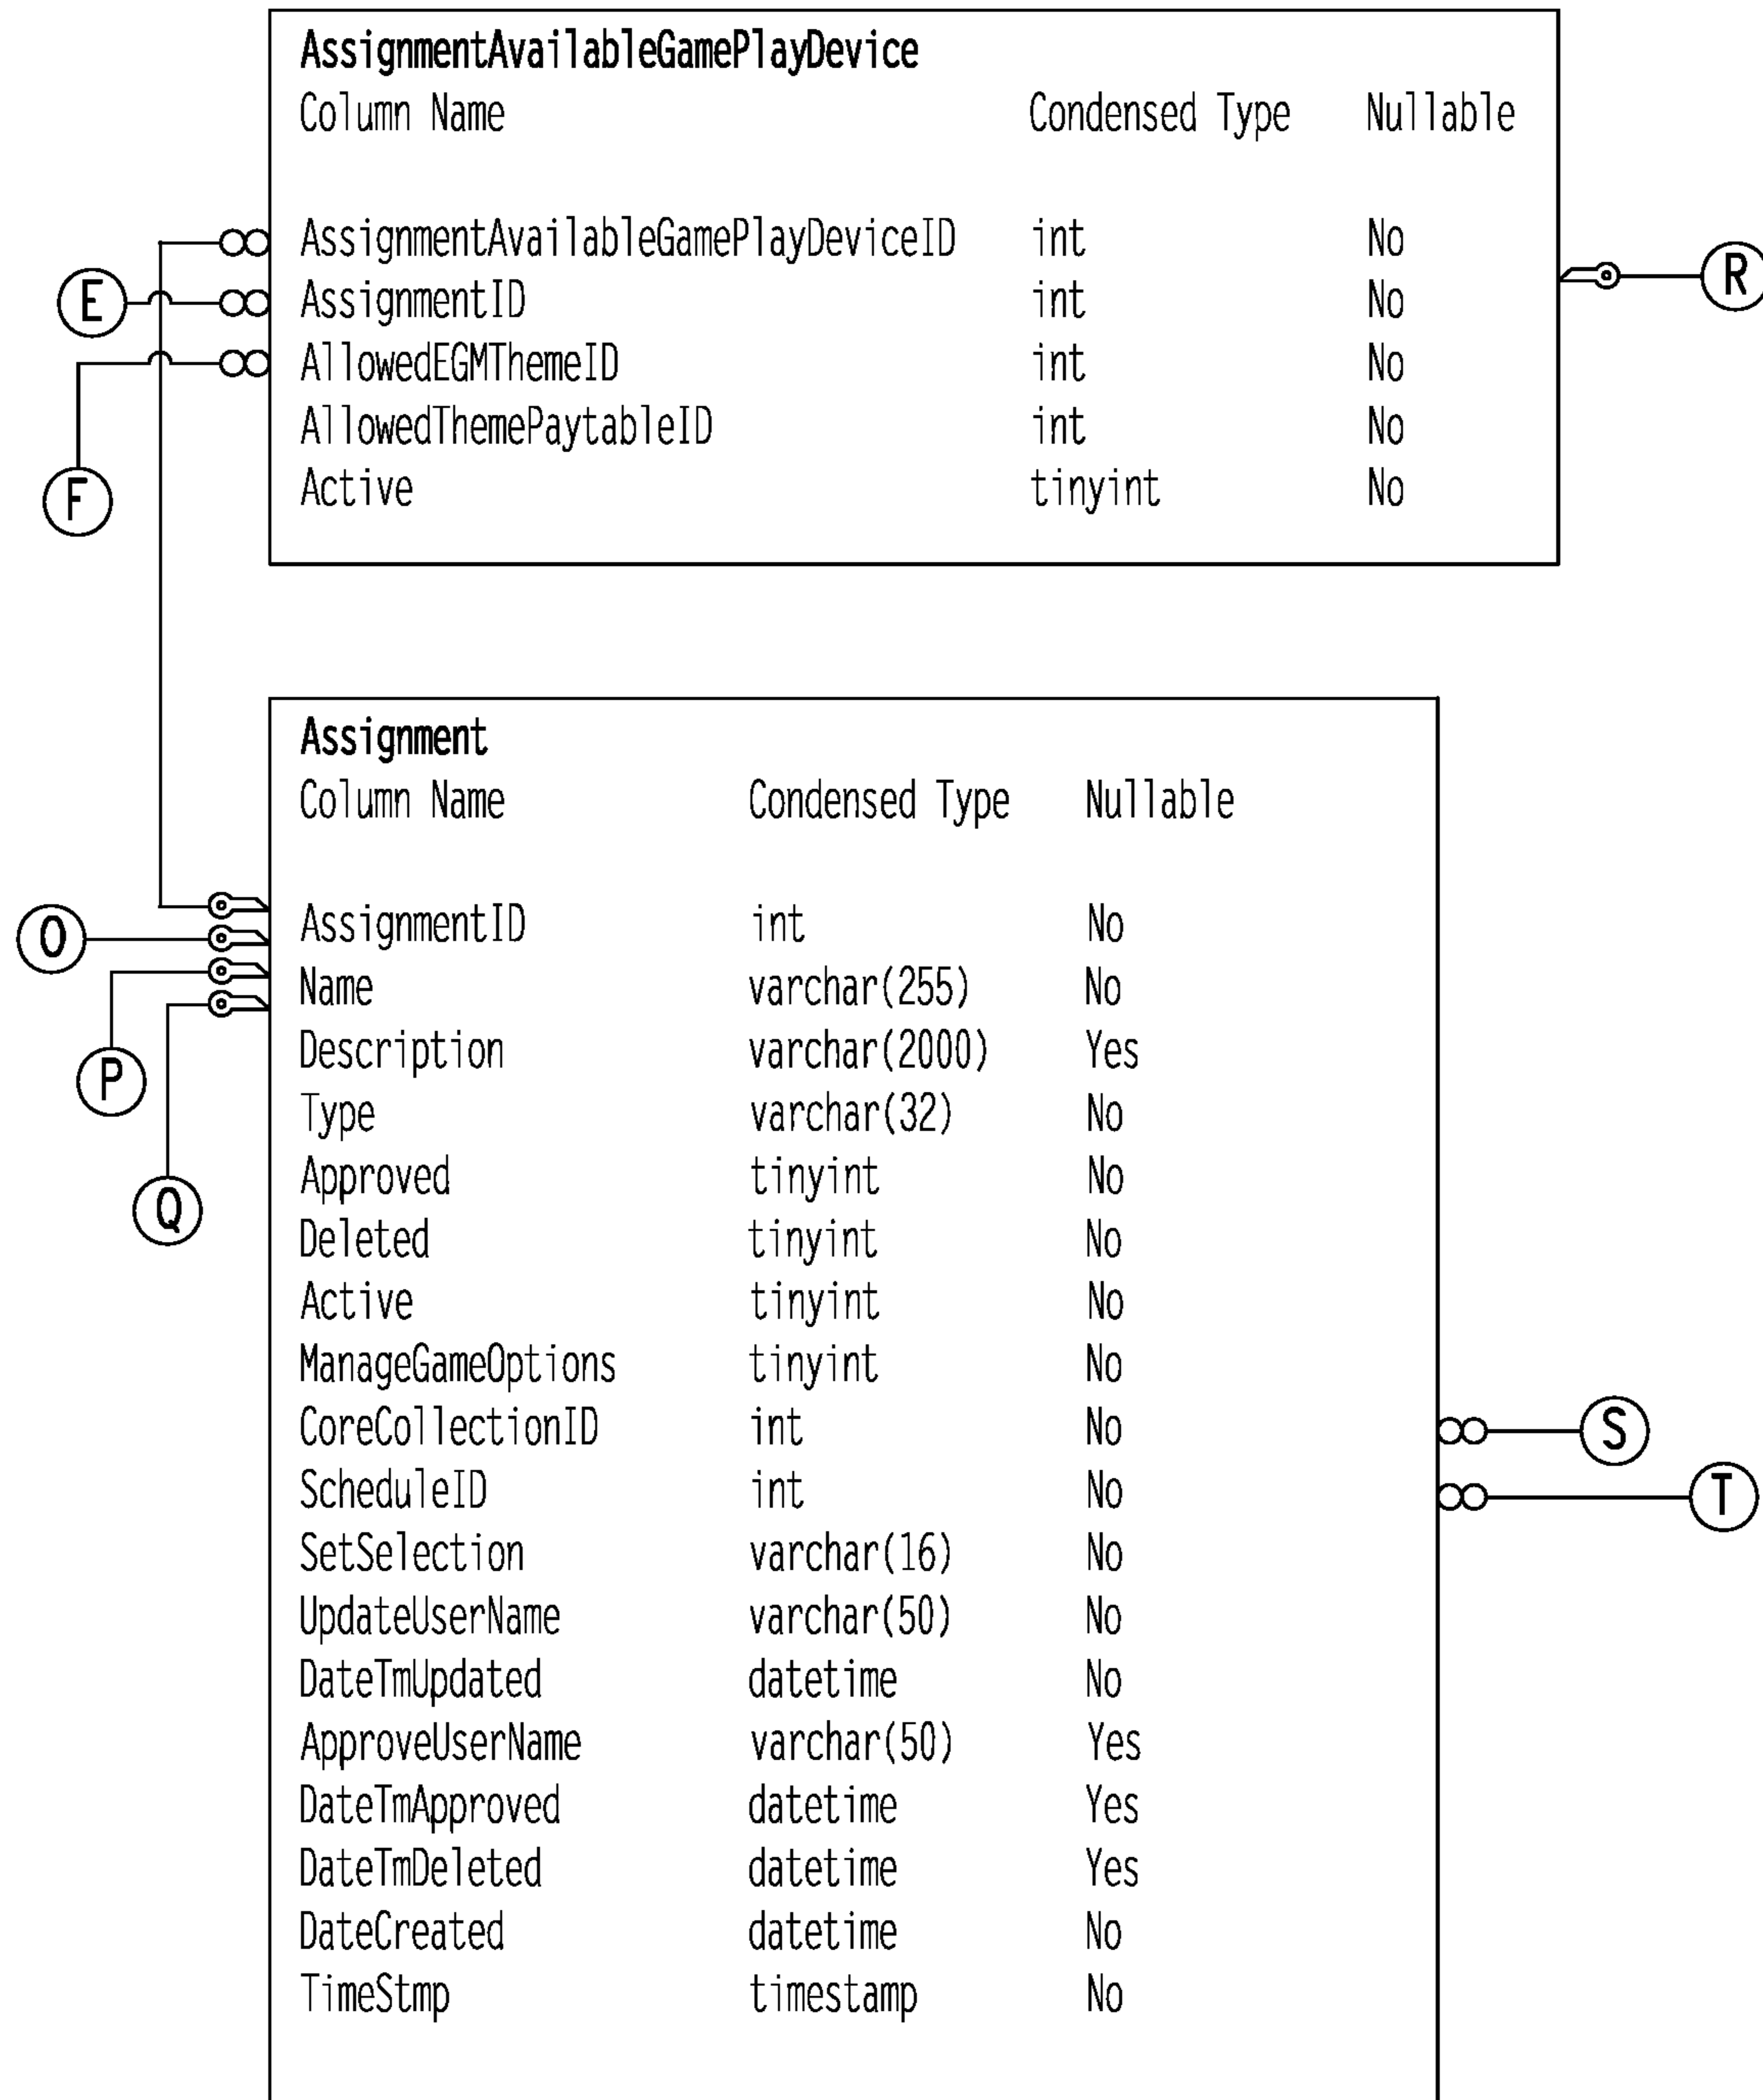 AssignmentAvailableGamePlayDevice
Column Name Condensed Type Nullable
AssignmentAvailableGamePlayDeviceID int No
R
E AssignmentID int No
AllowedEGMThemeID int No
AllowedThemePaytableID int No
F Active tinyint No
Assignment
Column Name Condensed Type Nullable
O AssignmentID int No
Name varchar(255) No
Description varchar(2000) Yes
P
Type varchar(32) No
Approved tinyint No
Q
Deleted tinyint No
Active tinyint No
ManageGameOptions tinyint No
CoreCollectionID int No S
ScheduleID int No T
SetSelection varchar(16) No
UpdateUserName varchar(50) No
DateTmUpdated datetime No
ApproveUserName varchar(50) Yes
DateTmApproved datetime Yes
DateTmDeleted datetime Yes
DateCreated datetime No
TimeStmp timestamp No